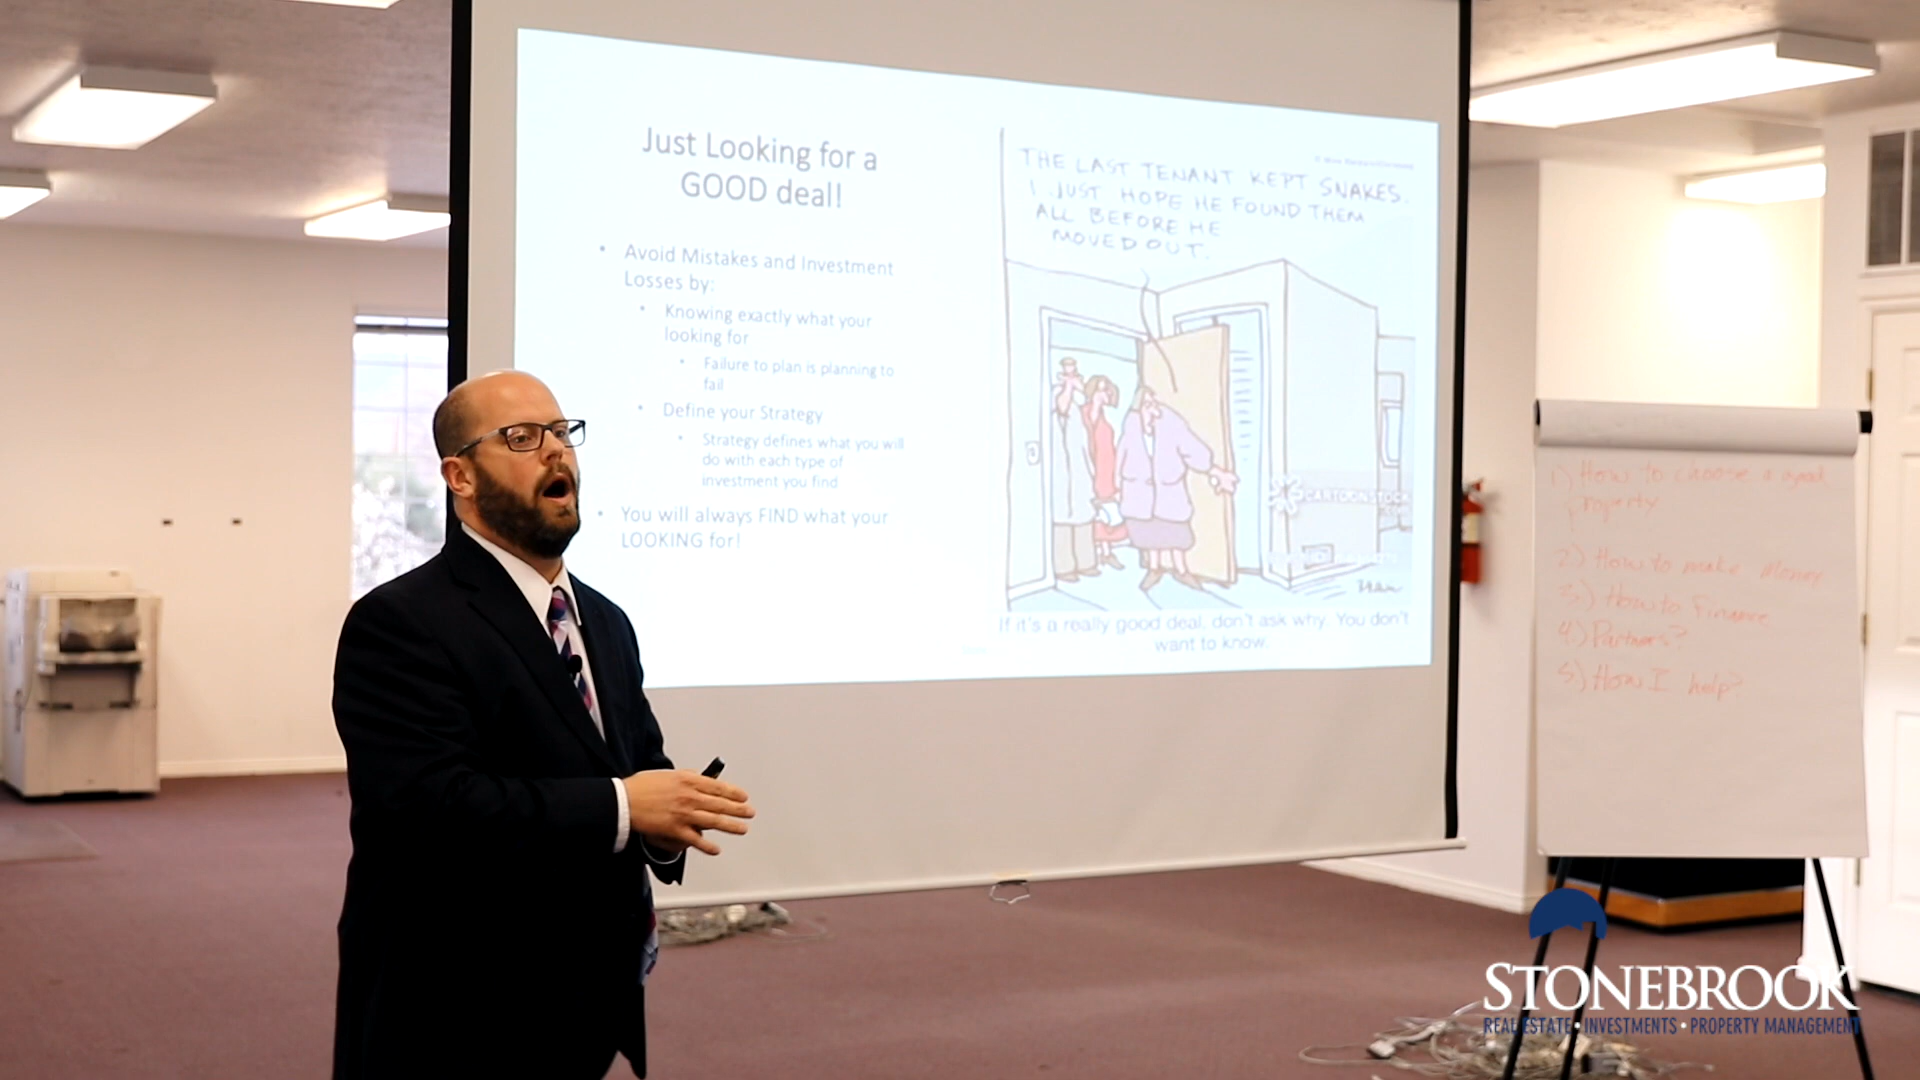 Just Looking for a
GOOD deal!
• Avoid Mistakes and Investment
Losses by:
• Knowing exactly what your
looking for
• Failure to plan is planning to
fail
• Define your Strategy
• Strategy defines what you will
do with each type of
investment you find
• You will always FIND what your
LOOKING for!
THE LAST TENANT KEPT SNAKES.
I JUST HOPE HE FOUND THEM
ALL BEFORE HE
MOVED OUT.
CARTOONSTOCK
.com
If it's a really good deal, don't ask why. You don't
want to know.
1) How to choose a good
property
2) How to make Money
3) How to Finance
4) Partners?
5) How I help?
STONEBROOK
REAL ESTATE • INVESTMENTS • PROPERTY MANAGEMENT